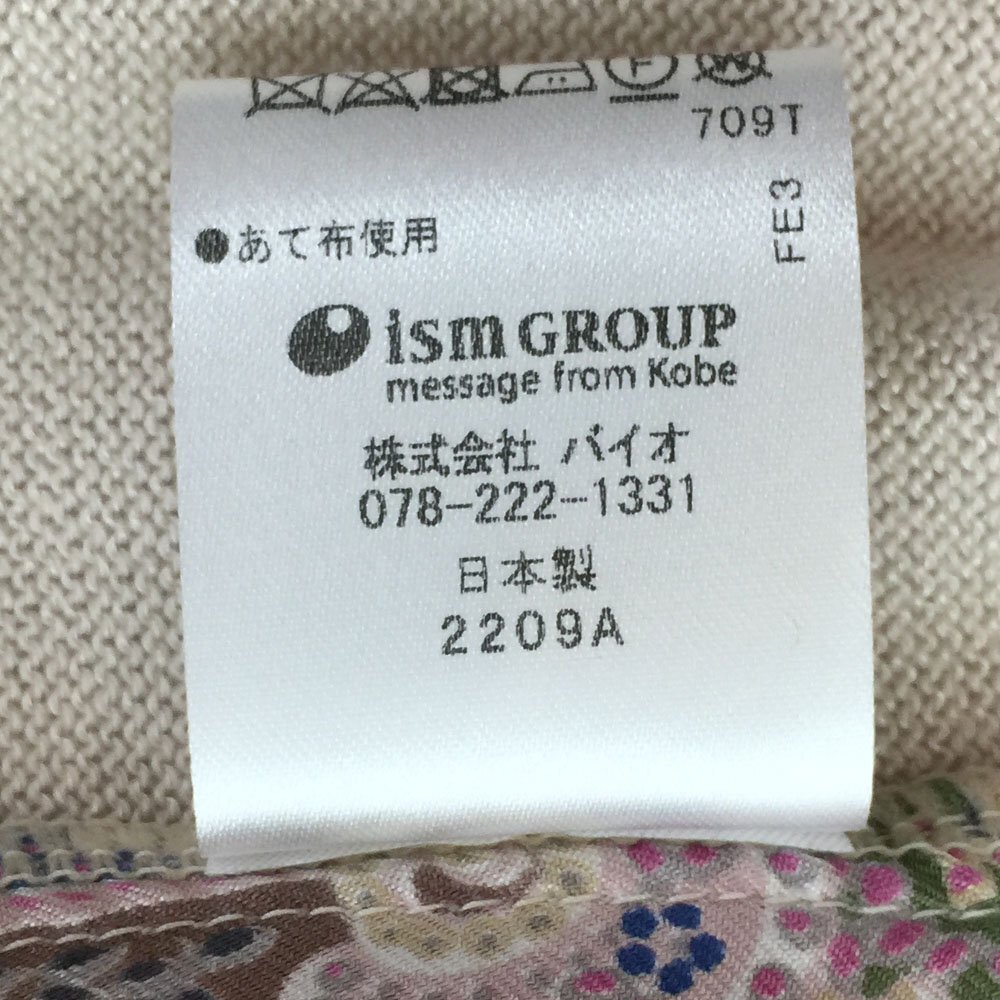 F W
709T
FE3
●あて布使用
ism GROUP
message from Kobe
株式会社 バイオ
078-222-1331
日本製
2209A